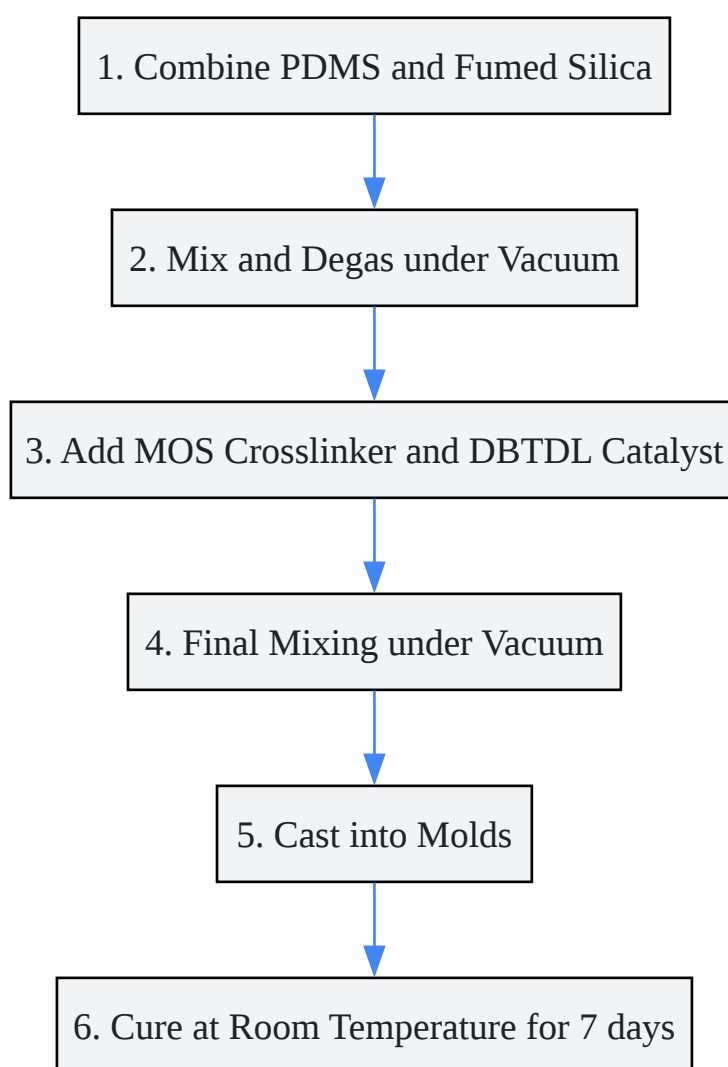 1. Combine PDMS and Fumed Silica
2. Mix and Degas under Vacuum
3. Add MOS Crosslinker and DBTDL Catalyst
4. Final Mixing under Vacuum
5. Cast into Molds
6. Cure at Room Temperature for 7 days